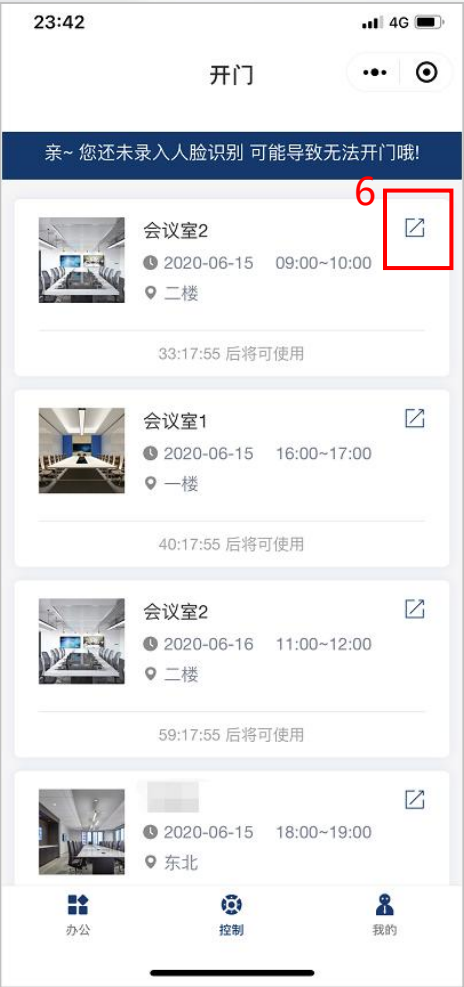 23:42
4G
开门
亲~ 您还未录入人脸识别 可能导致无法开门哦!
6
会议室2
2020-06-15 09:00~10:00
二楼
33:17:55 后将可使用
会议室1
2020-06-15 16:00~17:00
一楼
40:17:55 后将可使用
会议室2
2020-06-16 11:00~12:00
二楼
59:17:55 后将可使用
2020-06-15 18:00~19:00
东北
办公
控制
我的